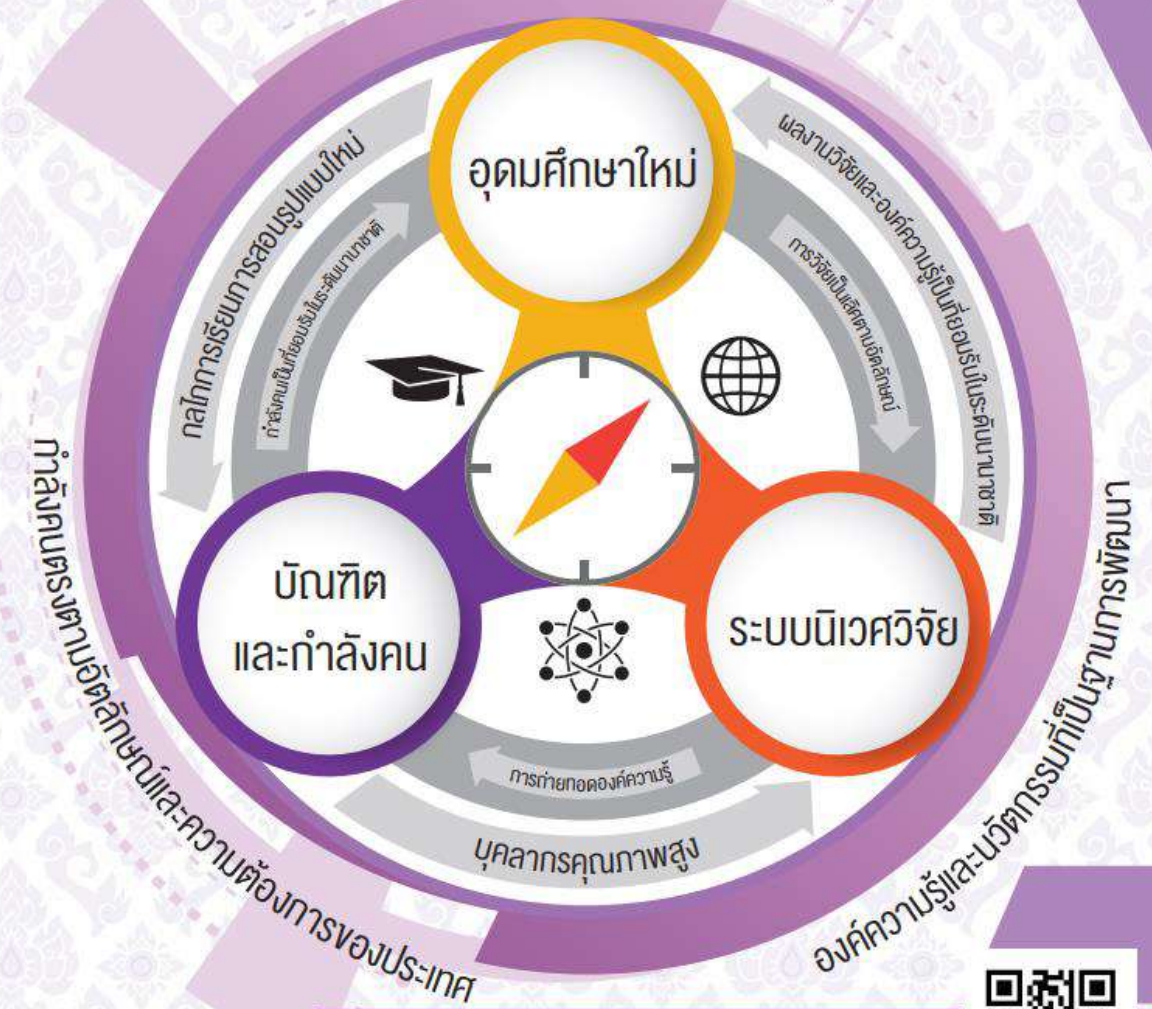 อุดมศึกษาใหม่
ผลงานวิจัยและองค์ความรู้เป็นที่ยอมรับในระดับนานาชาติ
การวิจัยเป็นเลิศตามอัตลักษณ์
กลไกการเรียนการสอนรูปแบบใหม่
กำลังคนเป็นที่ยอมรับในระดับนานาชาติ
บัณฑิต
และกำลังคน
ระบบนิเวศวิจัย
การถ่ายทอดองค์ความรู้
บุคลากรคุณภาพสูง
กำลังคนตรงตามอัตลักษณ์และความต้องการของประเทศ
องค์ความรู้และนวัตกรรมที่เป็นฐานการพัฒนา